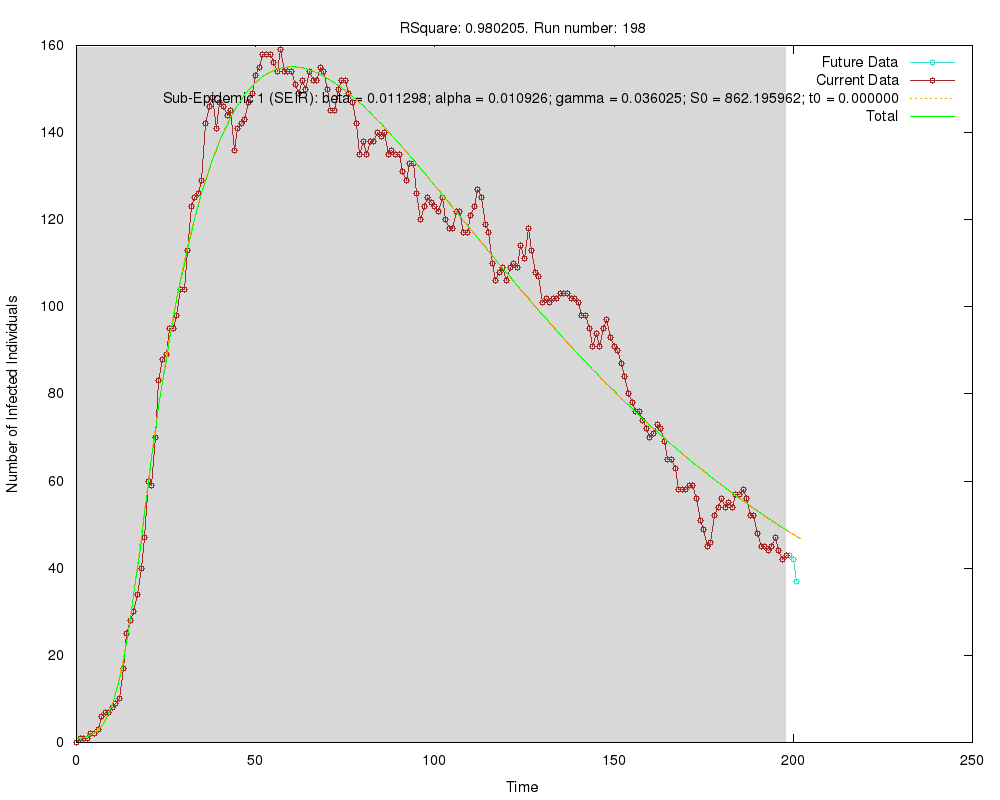 RSquare: 0.980205. Run number: 198
Future Data
Current Data
Sub-Epidemic 1 (SEIR): beta = 0.011298; alpha = 0.010926; gamma = 0.036025; S0 = 862.195962; t0 = 0.000000
Total
Number of Infected Individuals
160
140
120
100
80
60
40
20
0
0 50 100 150 200 250
Time